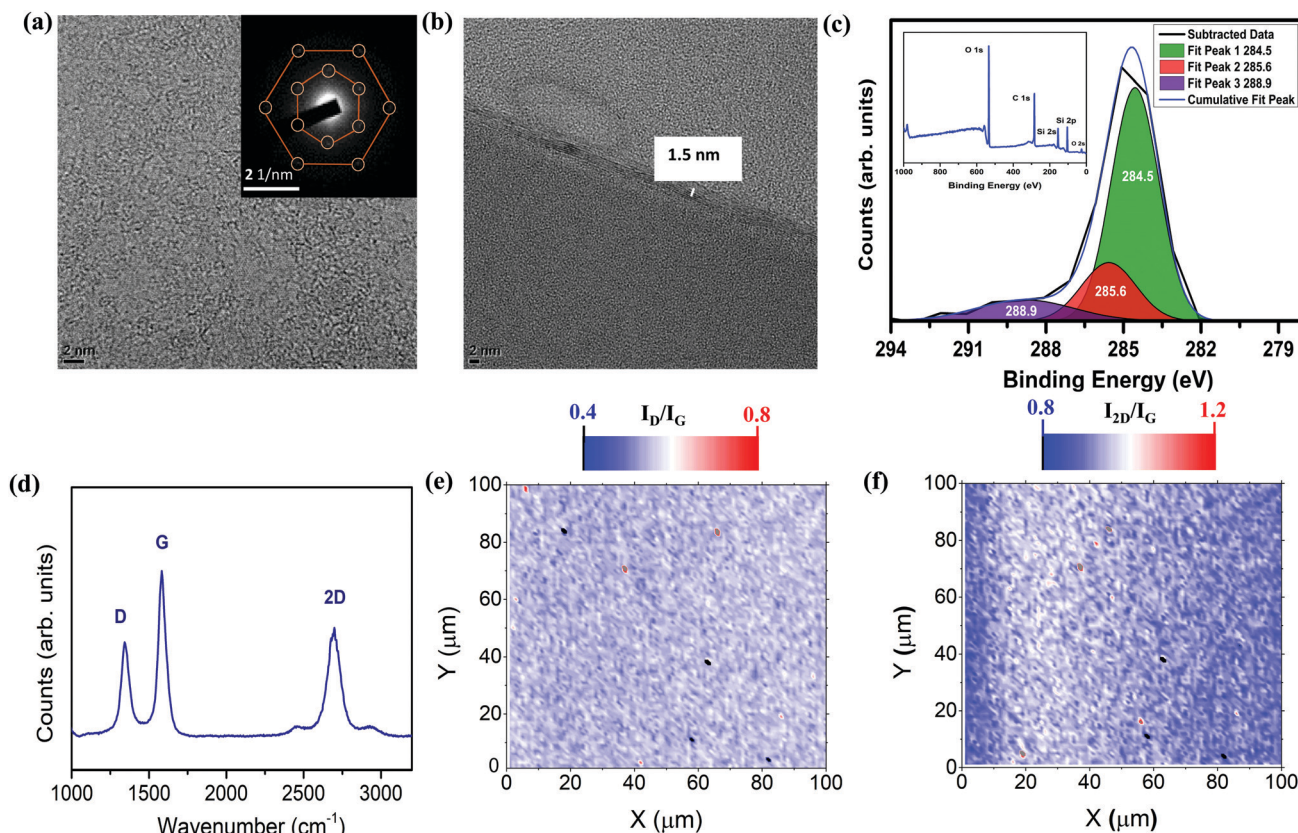 (a)
2 1/nm
2 nm
(b)
1.5 nm
2 nm
(c)
Counts (arb. units)
Subtracted Data
Fit Peak 1 284.5
Fit Peak 2 285.6
Fit Peak 3 288.9
Cumulative Fit Peak
O 1s
C 1s
Si 2s
Si 2p
O 2s
1000 800 600 400 200 0
Binding Energy (eV)
284.5
285.6
288.9
294 291 288 285 282 279
Binding Energy (eV)
(d)
Counts (arb. units)
D
G
2D
1000 1500 2000 2500 3000
Wavenumber (cm-1)
0.4 ID/IG 0.8
(e)
Y (μm)
100
80
60
40
20
0
0 20 40 60 80 100
X (μm)
0.8 I2D/IG 1.2
(f)
Y (μm)
100
80
60
40
20
0
0 20 40 60 80 100
X (μm)